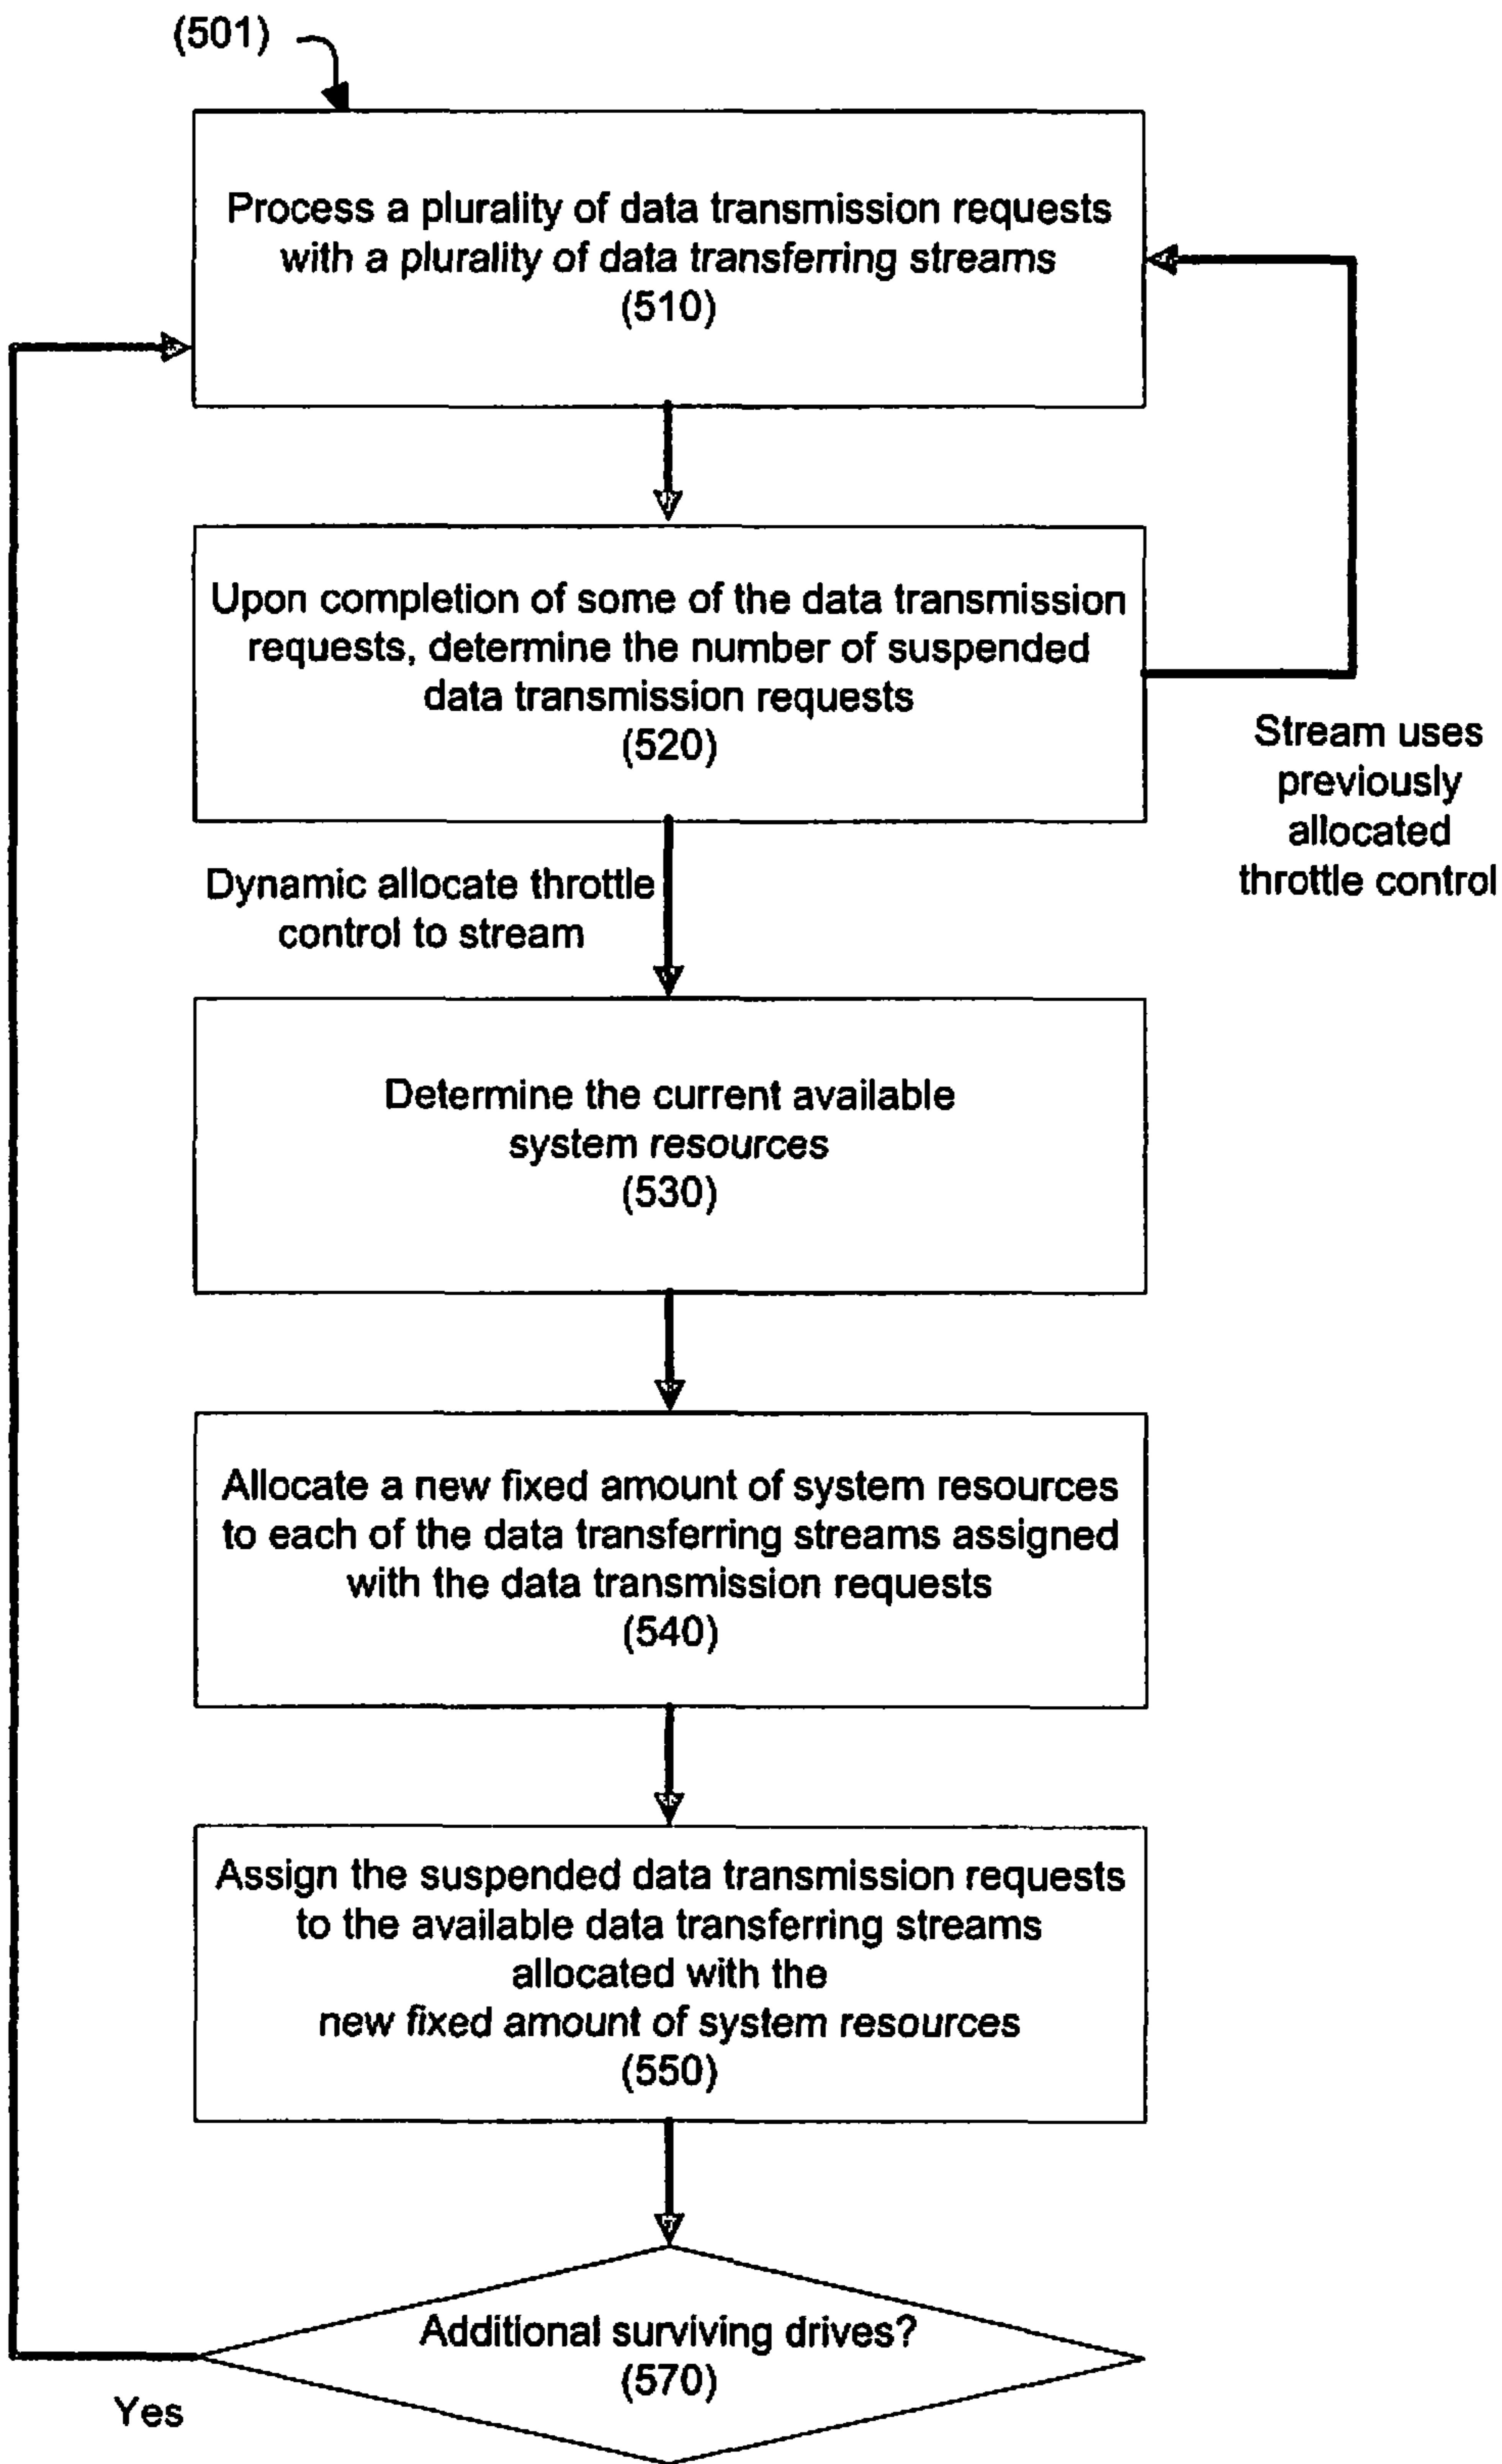 (501)
Process a plurality of data transmission requests
with a plurality of data transferring streams
(510)
Upon completion of some of the data transmission
requests, determine the number of suspended
data transmission requests
(520)
Stream uses
previously
allocated
throttle control
Dynamic allocate throttle
control to stream
Determine the current available
system resources
(530)
Allocate a new fixed amount of system resources
to each of the data transferring streams assigned
with the data transmission requests
(540)
Assign the suspended data transmission requests
to the available data transferring streams
allocated with the
new fixed amount of system resources
(550)
Additional surviving drives?
(570)
Yes